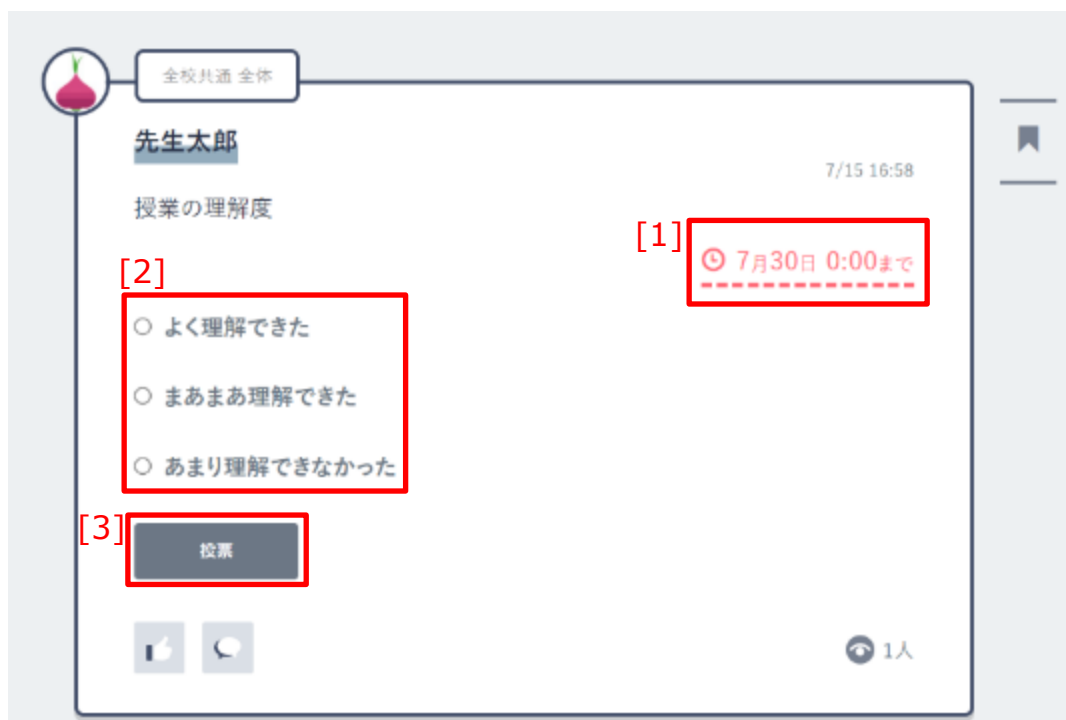 全校共通 全体
先生太郎
7/15 16:58
授業の理解度
[1]
7月30日 0:00まで
[2]
よく理解できた
まあまあ理解できた
あまり理解できなかった
[3]
投票
1人